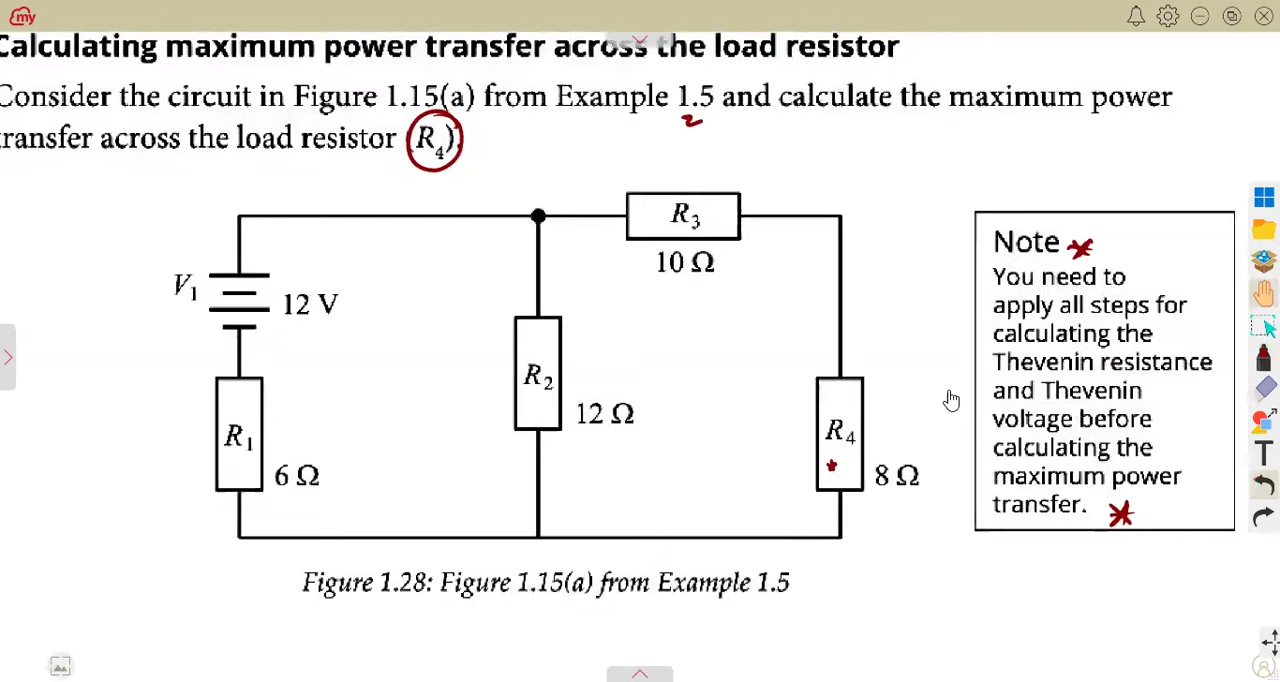 my
Calculating maximum power transfer across the load resistor
Consider the circuit in Figure 1.15(a) from Example 1.5 and calculate the maximum power
2
transfer across the load resistor (R4).
R3
10 Ω
V1
12 V
R2
12 Ω
R1
6 Ω
R4
8 Ω
Note
You need to
apply all steps for
calculating the
Thevenin resistance
and Thevenin
voltage before
calculating the
maximum power
transfer.
T
Figure 1.28: Figure 1.15(a) from Example 1.5